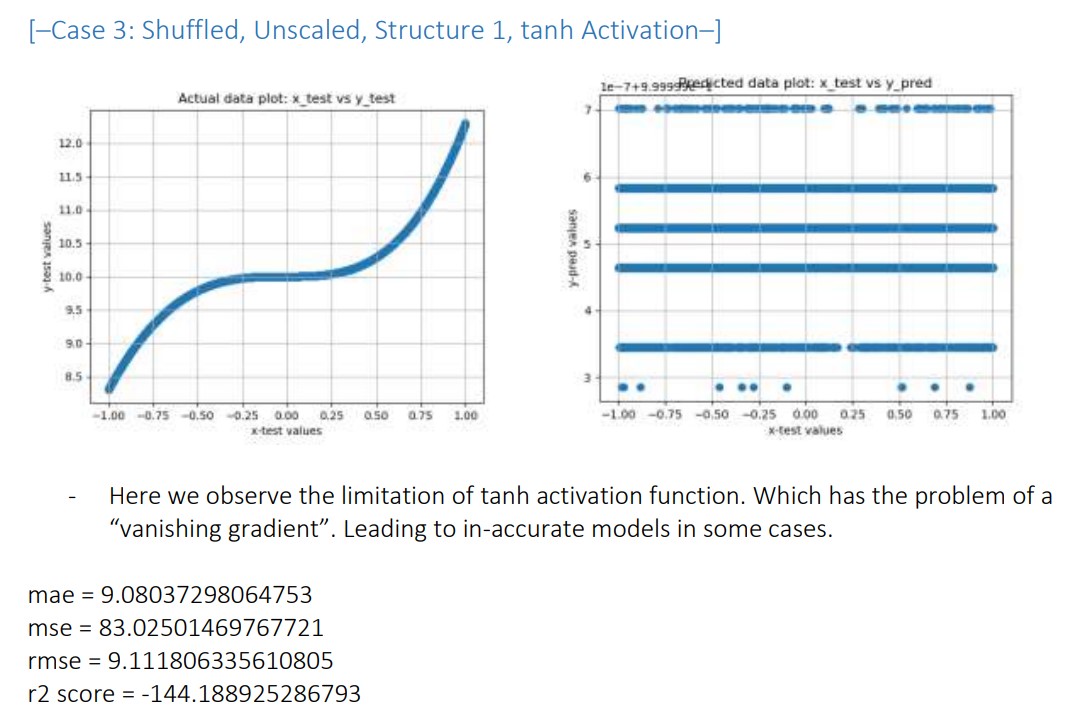 [–Case 3: Shuffled, Unscaled, Structure 1, tanh Activation–]
Actual data plot: x_test vs y_test
12.0
11.5
11.0
10.5
10.0
9.5
9.0
8.5
y-test values
−1.00 −0.75 −0.50 −0.25 0.00 0.25 0.50 0.75 1.00
x-test values
Predicted data plot: x_test vs y_pred
7
6
5
4
3
y-pred values
−1.00 −0.75 −0.50 −0.25 0.00 0.25 0.50 0.75 1.00
x-test values
- Here we observe the limitation of tanh activation function. Which has the problem of a
“vanishing gradient”. Leading to in-accurate models in some cases.
mae = 9.08037298064753
mse = 83.02501469767721
rmse = 9.111806335610805
r2 score = -144.188925286793